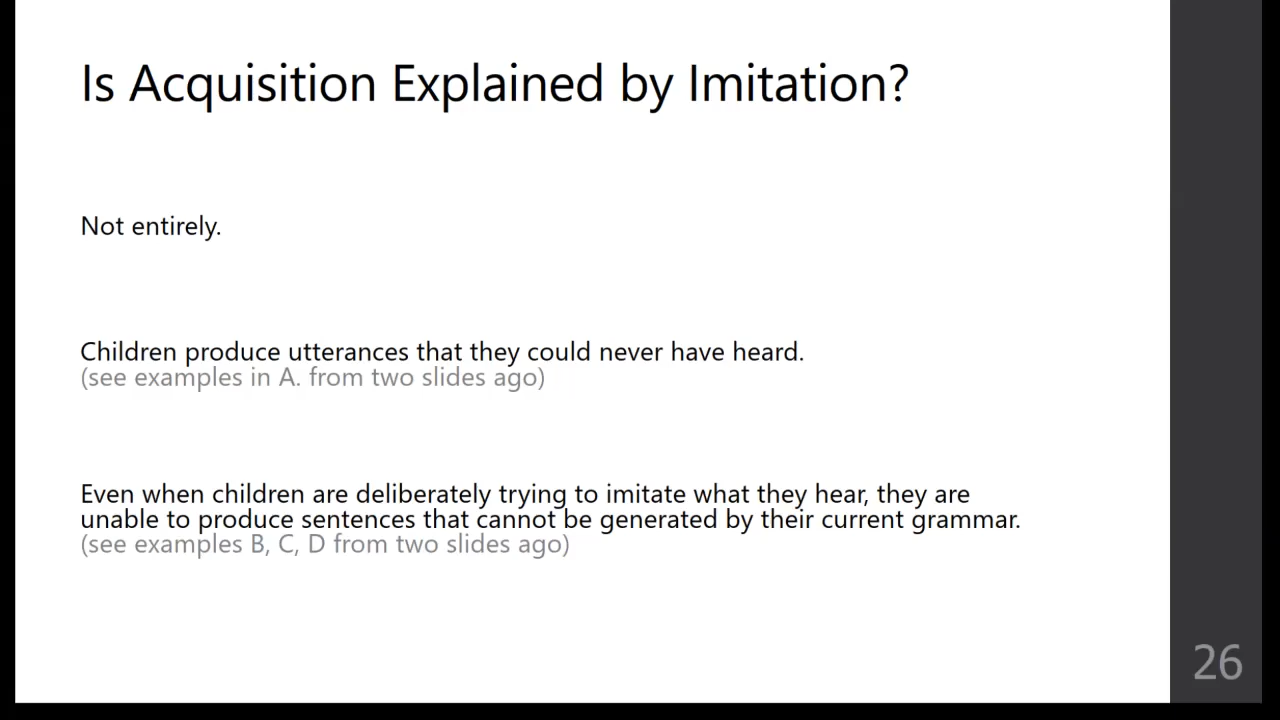 Is Acquisition Explained by Imitation?
Not entirely.
Children produce utterances that they could never have heard.
(see examples in A. from two slides ago)
Even when children are deliberately trying to imitate what they hear, they are
unable to produce sentences that cannot be generated by their current grammar.
(see examples B, C, D from two slides ago)
26